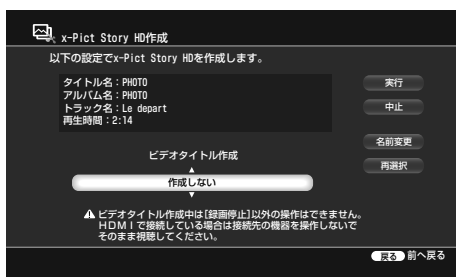 x-Pict Story HD作成
以下の設定でx-Pict Story HDを作成します。
タイトル名：PHOTO
アルバム名：PHOTO
トラック名：Le depart
再生時間：2:14
実行
中止
名前変更
再選択
ビデオタイトル作成
作成しない
ビデオタイトル作成中は[録画停止]以外の操作はできません。
ＨＤＭＩで接続している場合は接続先の機器を操作しないで
そのまま視聴してください。
戻る 前へ戻る